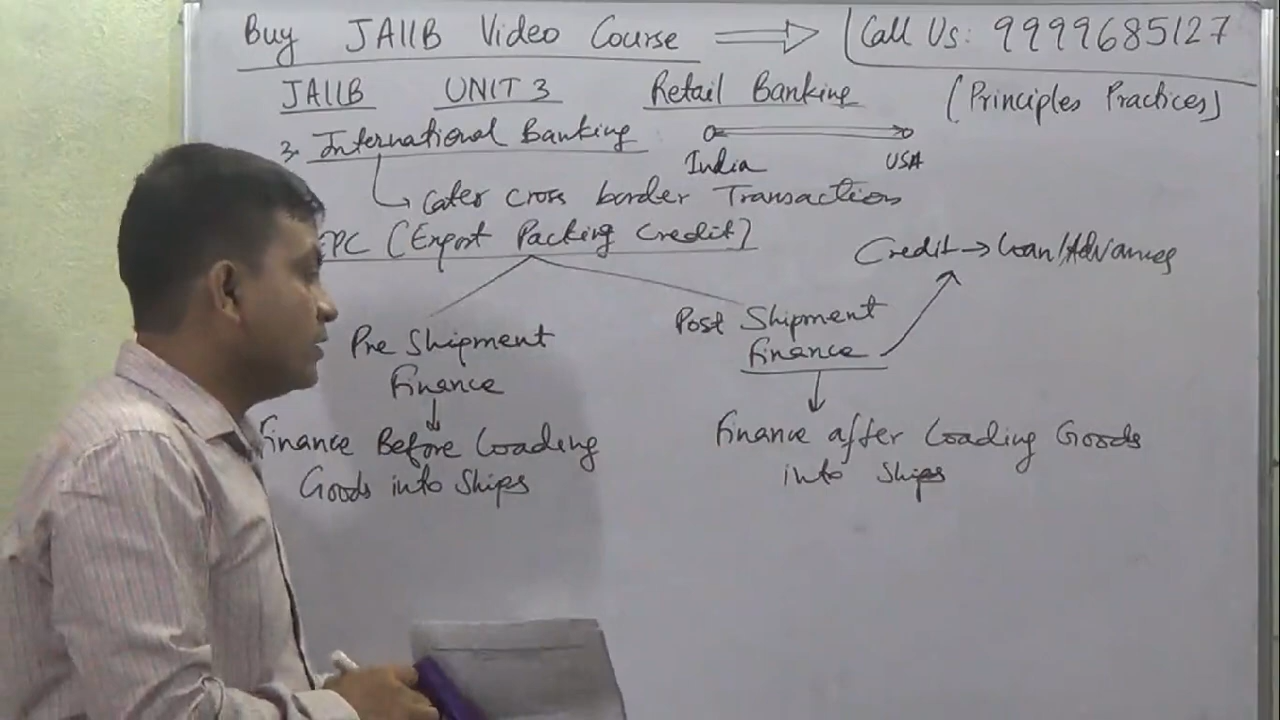 Buy JAIIB Video Course ⟹ Call Us: 9999685127
JAIIB UNIT 3 Retail Banking (Principles Practices)
3. International Banking
India USA
Cater cross border Transaction
EPC (Export Packing Credit)
Credit → Loan/Advances
Pre Shipment
Finance
Post Shipment
Finance
Finance Before Loading
Goods into Ships
Finance after Loading Goods
into Ships